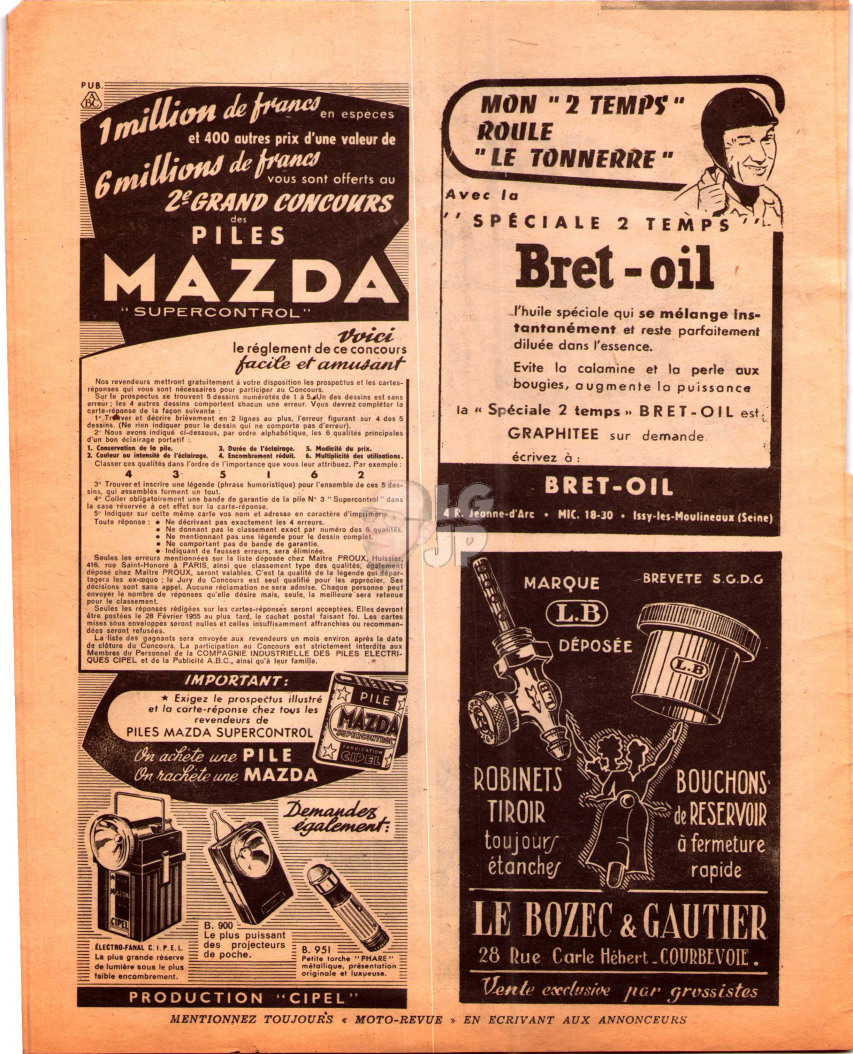 PUB.
ABC
1 million de francs en espèces
et 400 autres prix d'une valeur de
6 millions de francs
vous sont offerts au
2e GRAND CONCOURS
des
PILES
MAZDA
"SUPERCONTROL"
Voici
le réglement de ce concours
facile et amusant
Nos revendeurs mettront gratuitement à votre disposition les prospectus et les cartes-
réponses qui vous sont nécessaires pour participer au Concours.
Sur le prospectus se trouvent 5 dessins numérotés de 1 à 5. Un des dessins est sans
erreur; les 4 autres dessins comportent chacun une erreur. Vous devrez compléter la
carte-réponse de la façon suivante :
1° Trouver et décrire brièvement en 2 lignes au plus, l'erreur figurant sur 4 des 5
dessins. (Ne rien indiquer pour le dessin qui ne comporte pas d'erreur).
2° Nous avons indiqué ci-dessous, par ordre alphabétique, les 6 qualités principales
d'un bon éclairage portatif :
1. Conservation de la pile. 3. Durée de l'éclairage. 5. Modicité du prix.
2. Couleur ou intensité de l'éclairage. 4. Encombrement réduit. 6. Multiplicité des utilisations.
Classer ces qualités dans l'ordre de l'importance que vous leur attribuez. Par exemple :
4 3 5 1 6 2
3° Trouver et inscrire une légende (phrase humoristique) pour l'ensemble de ces 5 des-
sins, qui assemblés forment un tout.
4° Coller obligatoirement une bande de garantie de la pile N° 3 "Supercontrol" dans
la case réservée à cet effet sur la carte-réponse.
5° Indiquer sur cette même carte vos nom et adresse en caractère d'imprimerie.
Toute réponse : • Ne décrivant pas exactement les 4 erreurs.
• Ne donnant pas le classement exact par numéro des 6 qualités.
• Ne mentionnant pas une légende pour le dessin complet.
• Ne comportant pas de bande de garantie.
• Indiquant de fausses erreurs, sera éliminée.
Seules les erreurs mentionnées sur la liste déposée chez Maître PROUX, Huissier,
416, rue Saint-Honoré à PARIS, ainsi que classement type des qualités, également
déposé chez Maître PROUX, seront valables. C'est la qualité de la légende qui dépar-
tagera les ex-æquo ; le Jury du Concours est seul qualifié pour les apprécier. Ses
décisions sont sans appel. Aucune réclamation ne sera admise. Chaque personne peut
envoyer le nombre de réponses qu'elle désire mais, seule, la meilleure sera retenue
pour le classement.
Seules les réponses rédigées sur les cartes-réponses seront acceptées. Elles devront
être postées le 28 Février 1955 au plus tard, le cachet postal faisant foi. Les cartes
mises sous enveloppes seront nulles et celles insuffisamment affranchies ou recomman-
dées seront refusées.
La liste des gagnants sera envoyée aux revendeurs un mois environ après la date
de clôture du Concours. La participation au Concours est strictement interdite aux
Membres du Personnel de la COMPAGNIE INDUSTRIELLE DES PILES ELECTRI-
QUES CIPEL et de la Publicité A.B.C., ainsi qu'à leur famille.
IMPORTANT :
★ Exigez le prospectus illustré
et la carte-réponse chez tous les
revendeurs de
PILES MAZDA SUPERCONTROL
PILE
MAZDA
"SUPERCONTROL"
FABRICATION
CIPEL
On achète une PILE
On rachète une MAZDA
Demandez
également :
MAZDA
CIPEL
ÉLECTRO-FANAL C.I.P.E.L.
La plus grande réserve
de lumière sous le plus
faible encombrement.
B. 900
Le plus puissant
des projecteurs
de poche.
B. 951
Petite torche "PHARE"
métallique, présentation
originale et luxueuse.
PRODUCTION "CIPEL"
MON "2 TEMPS"
ROULE
"LE TONNERRE"
Avec la
"SPÉCIALE 2 TEMPS"
Bret-oil
l'huile spéciale qui se mélange ins-
tantanément et reste parfaitement
diluée dans l'essence.
Evite la calamine et la perle aux
bougies, augmente la puissance
la "Spéciale 2 temps" BRET-OIL est
GRAPHITEE sur demande
écrivez à :
BRET-OIL
4 R. Jeanne-d'Arc • MIC. 18-30 • Issy-les-Moulineaux (Seine)
LGJP
MARQUE
L.B
DÉPOSÉE
BREVETE S.G.D.G
L.B
L.B
ROBINETS
TIROIR
toujours
étanches
BOUCHONS
de RESERVOIR
à fermeture
rapide
LE BOZEC & GAUTIER
28 Rue Carle Hébert - COURBEVOIE.
Vente exclusive par grossistes
MENTIONNEZ TOUJOURS « MOTO-REVUE » EN ECRIVANT AUX ANNONCEURS